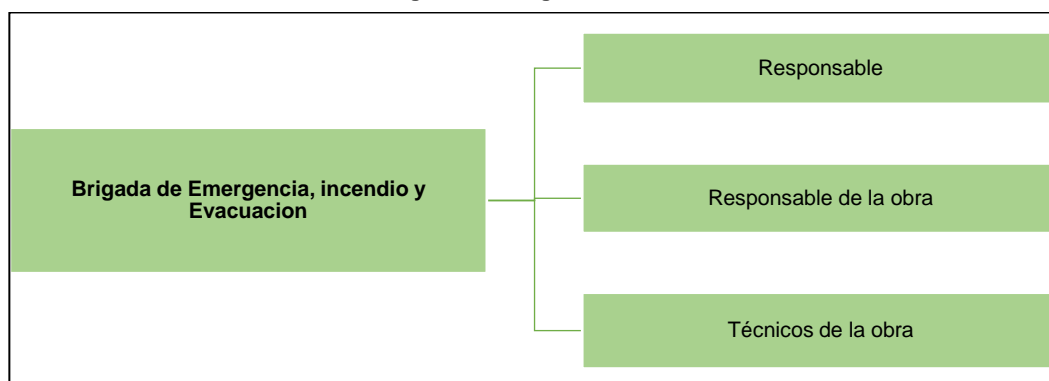 Responsable
Brigada de Emergencia, incendio y
Evacuacion
Responsable de la obra
Técnicos de la obra